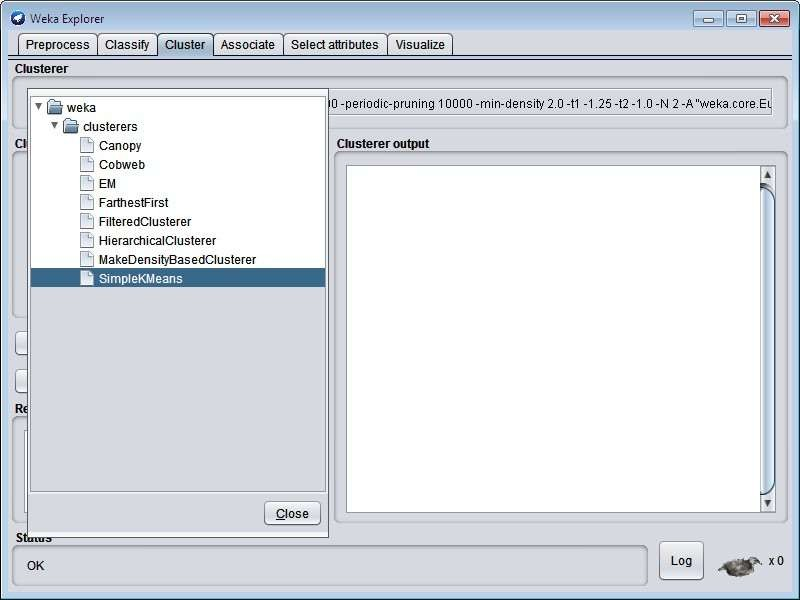 Weka Explorer
Preprocess Classify Cluster Associate Select attributes Visualize
Clusterer
-periodic-pruning 10000 -min-density 2.0 -t1 -1.25 -t2 -1.0 -N 2 -A "weka.core.Eu
Clusterer output
weka
clusterers
Canopy
Cobweb
EM
FarthestFirst
FilteredClusterer
HierarchicalClusterer
MakeDensityBasedClusterer
SimpleKMeans
Close
Status
OK
Log
x 0